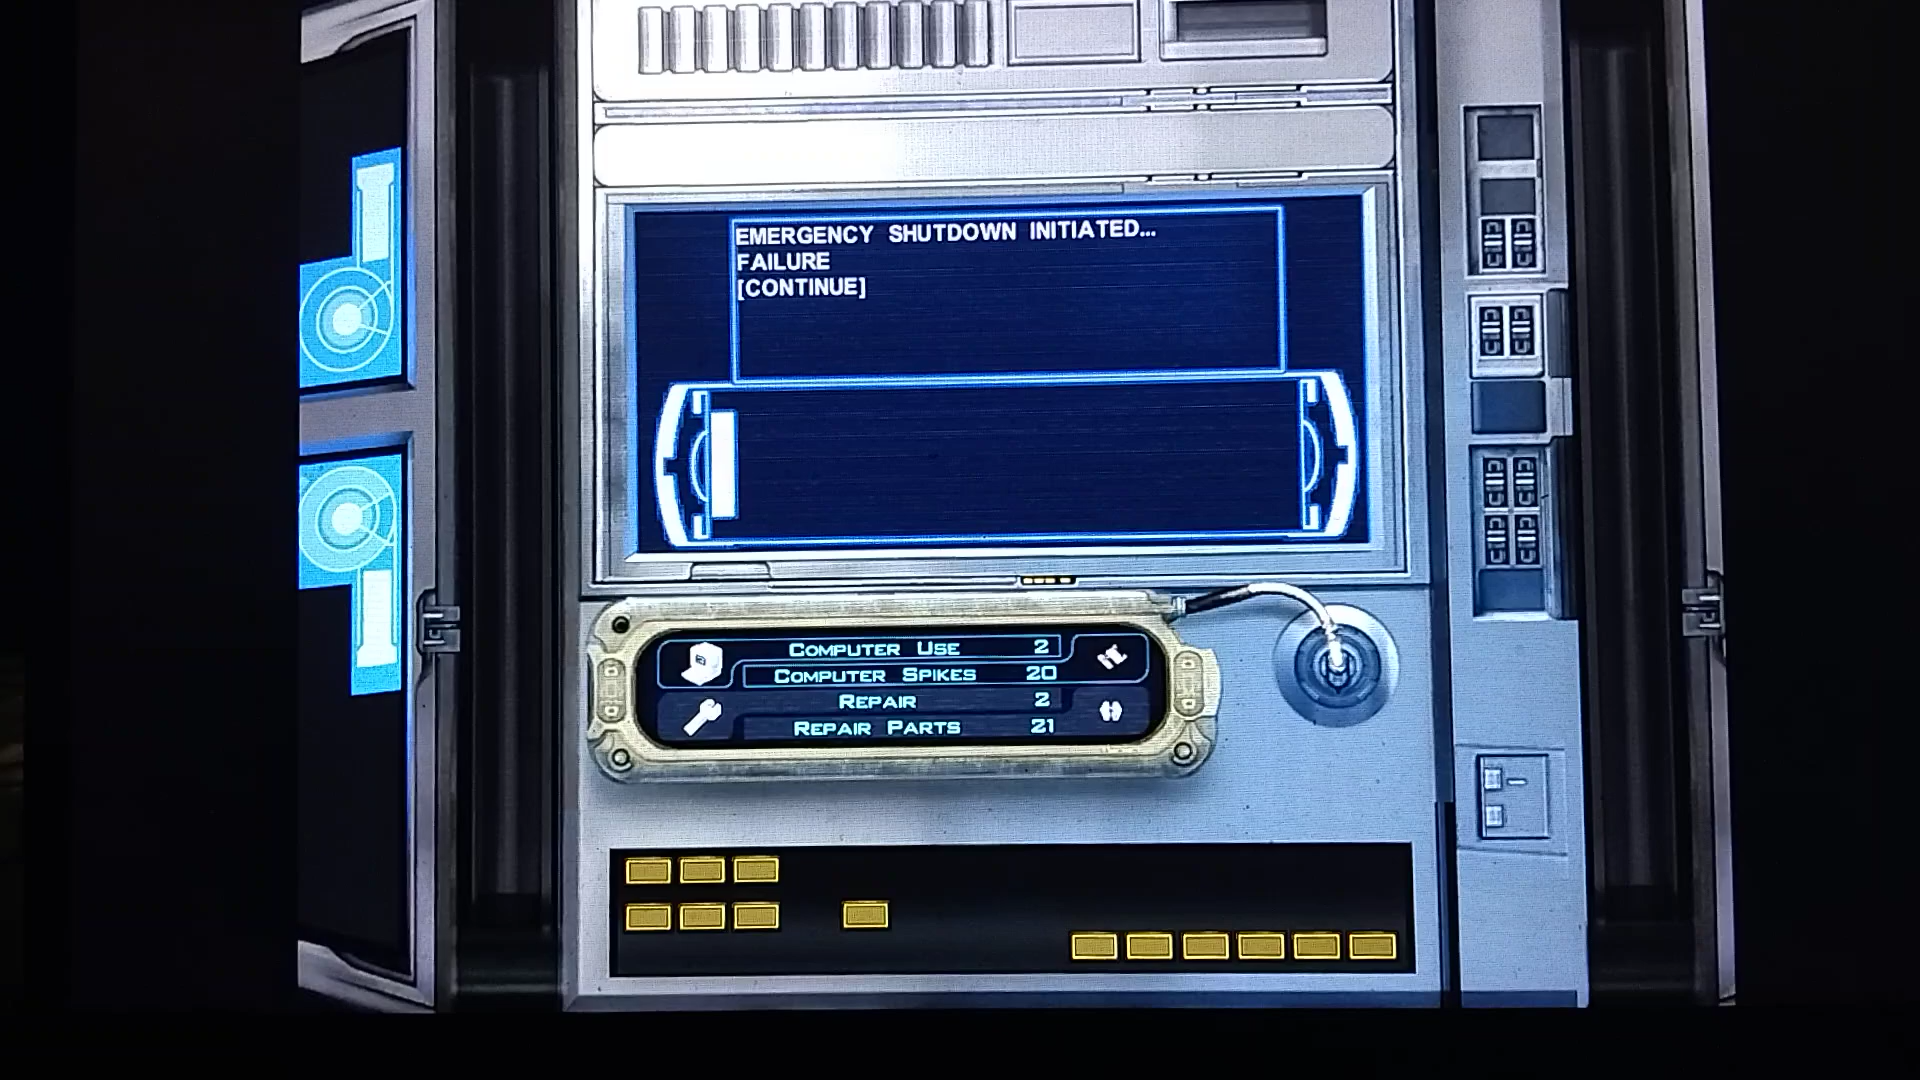 EMERGENCY SHUTDOWN INITIATED...
FAILURE
[CONTINUE]
COMPUTER USE 2
COMPUTER SPIKES 20
REPAIR 2
REPAIR PARTS 21